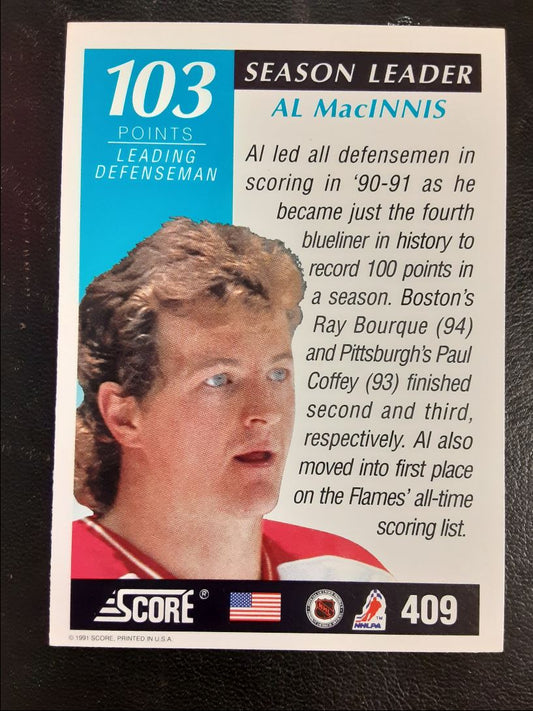 103
POINTS
LEADING
DEFENSEMAN
SEASON LEADER
AL MacINNIS
Al led all defensemen in
scoring in '90-91 as he
became just the fourth
blueliner in history to
record 100 points in
a season. Boston's
Ray Bourque (94)
and Pittsburgh's Paul
Coffey (93) finished
second and third,
respectively. Al also
moved into first place
on the Flames' all-time
scoring list.
SCORE ®
NHLPA
TM
409
© 1991 SCORE, PRINTED IN U.S.A.